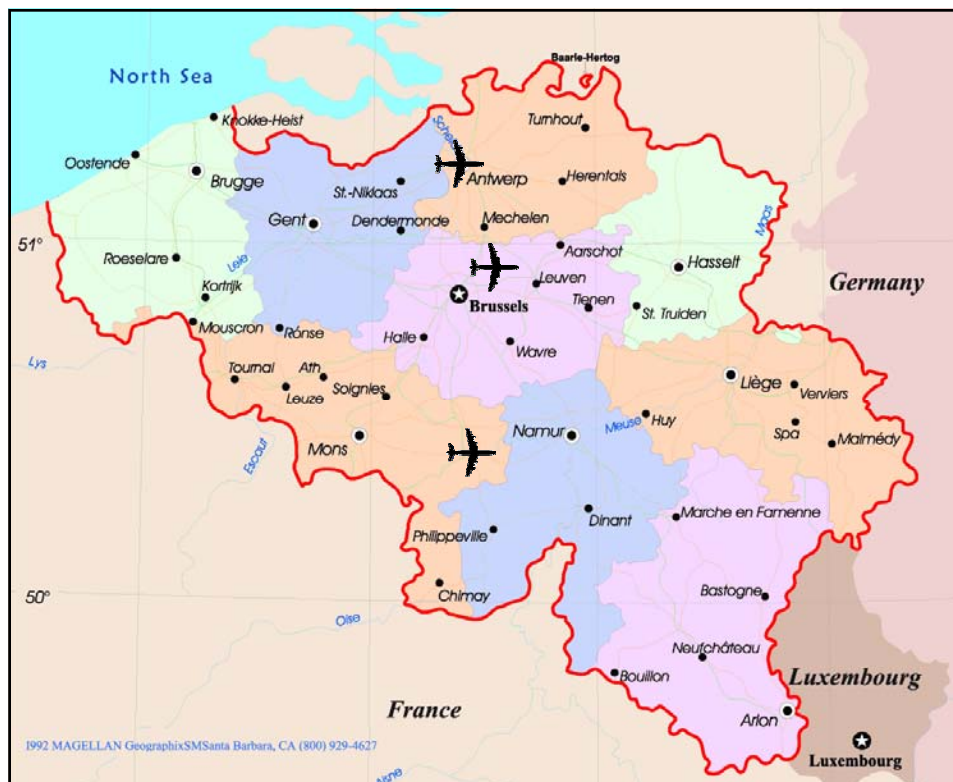 Baarle-Hertog
North Sea
Knokke-Heist
Schel
Turnhout
Oostende
Brugge
St.-Niklaas
Antwerp
Herentals
Gent
Dendermonde
Mechelen
Maas
51°
Aarschot
Roeselare
Leie
Hasselt
Leuven
Germany
Kortrijk
Brussels
Tienen
St. Truiden
Mouscron
Rónse
Halle
Wavre
Lys
Tournai
Ath
Liège
Leuze
Soignies
Verviers
Meuse
Huy
Spa
Mons
Namur
Malmédy
Escaut
Marche en Famenne
Dinant
Philippeville
50°
Chimay
Bastogne
Oise
Neufchâteau
Bouillon
Luxembourg
France
Arlon
1992 MAGELLAN GeographixSMSanta Barbara, CA (800) 929-4627
Luxembourg
Aisne